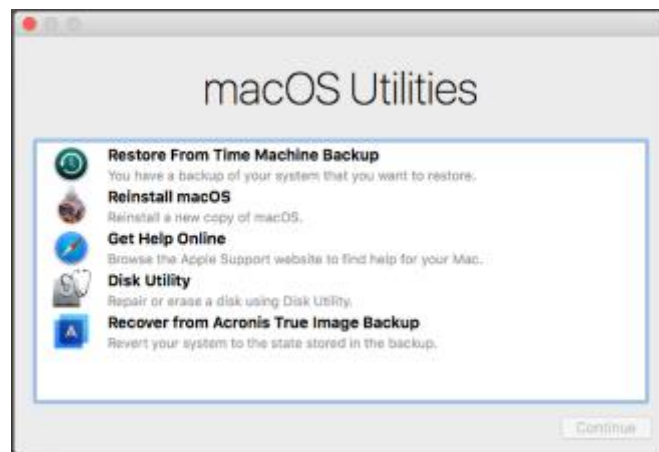 macOS Utilities
Restore From Time Machine Backup
You have a backup of your system that you want to restore.
Reinstall macOS
Reinstall a new copy of macOS.
Get Help Online
Browse the Apple Support website to find help for your Mac.
Disk Utility
Repair or erase a disk using Disk Utility.
Recover from Acronis True Image Backup
Revert your system to the state stored in the backup.
Continue